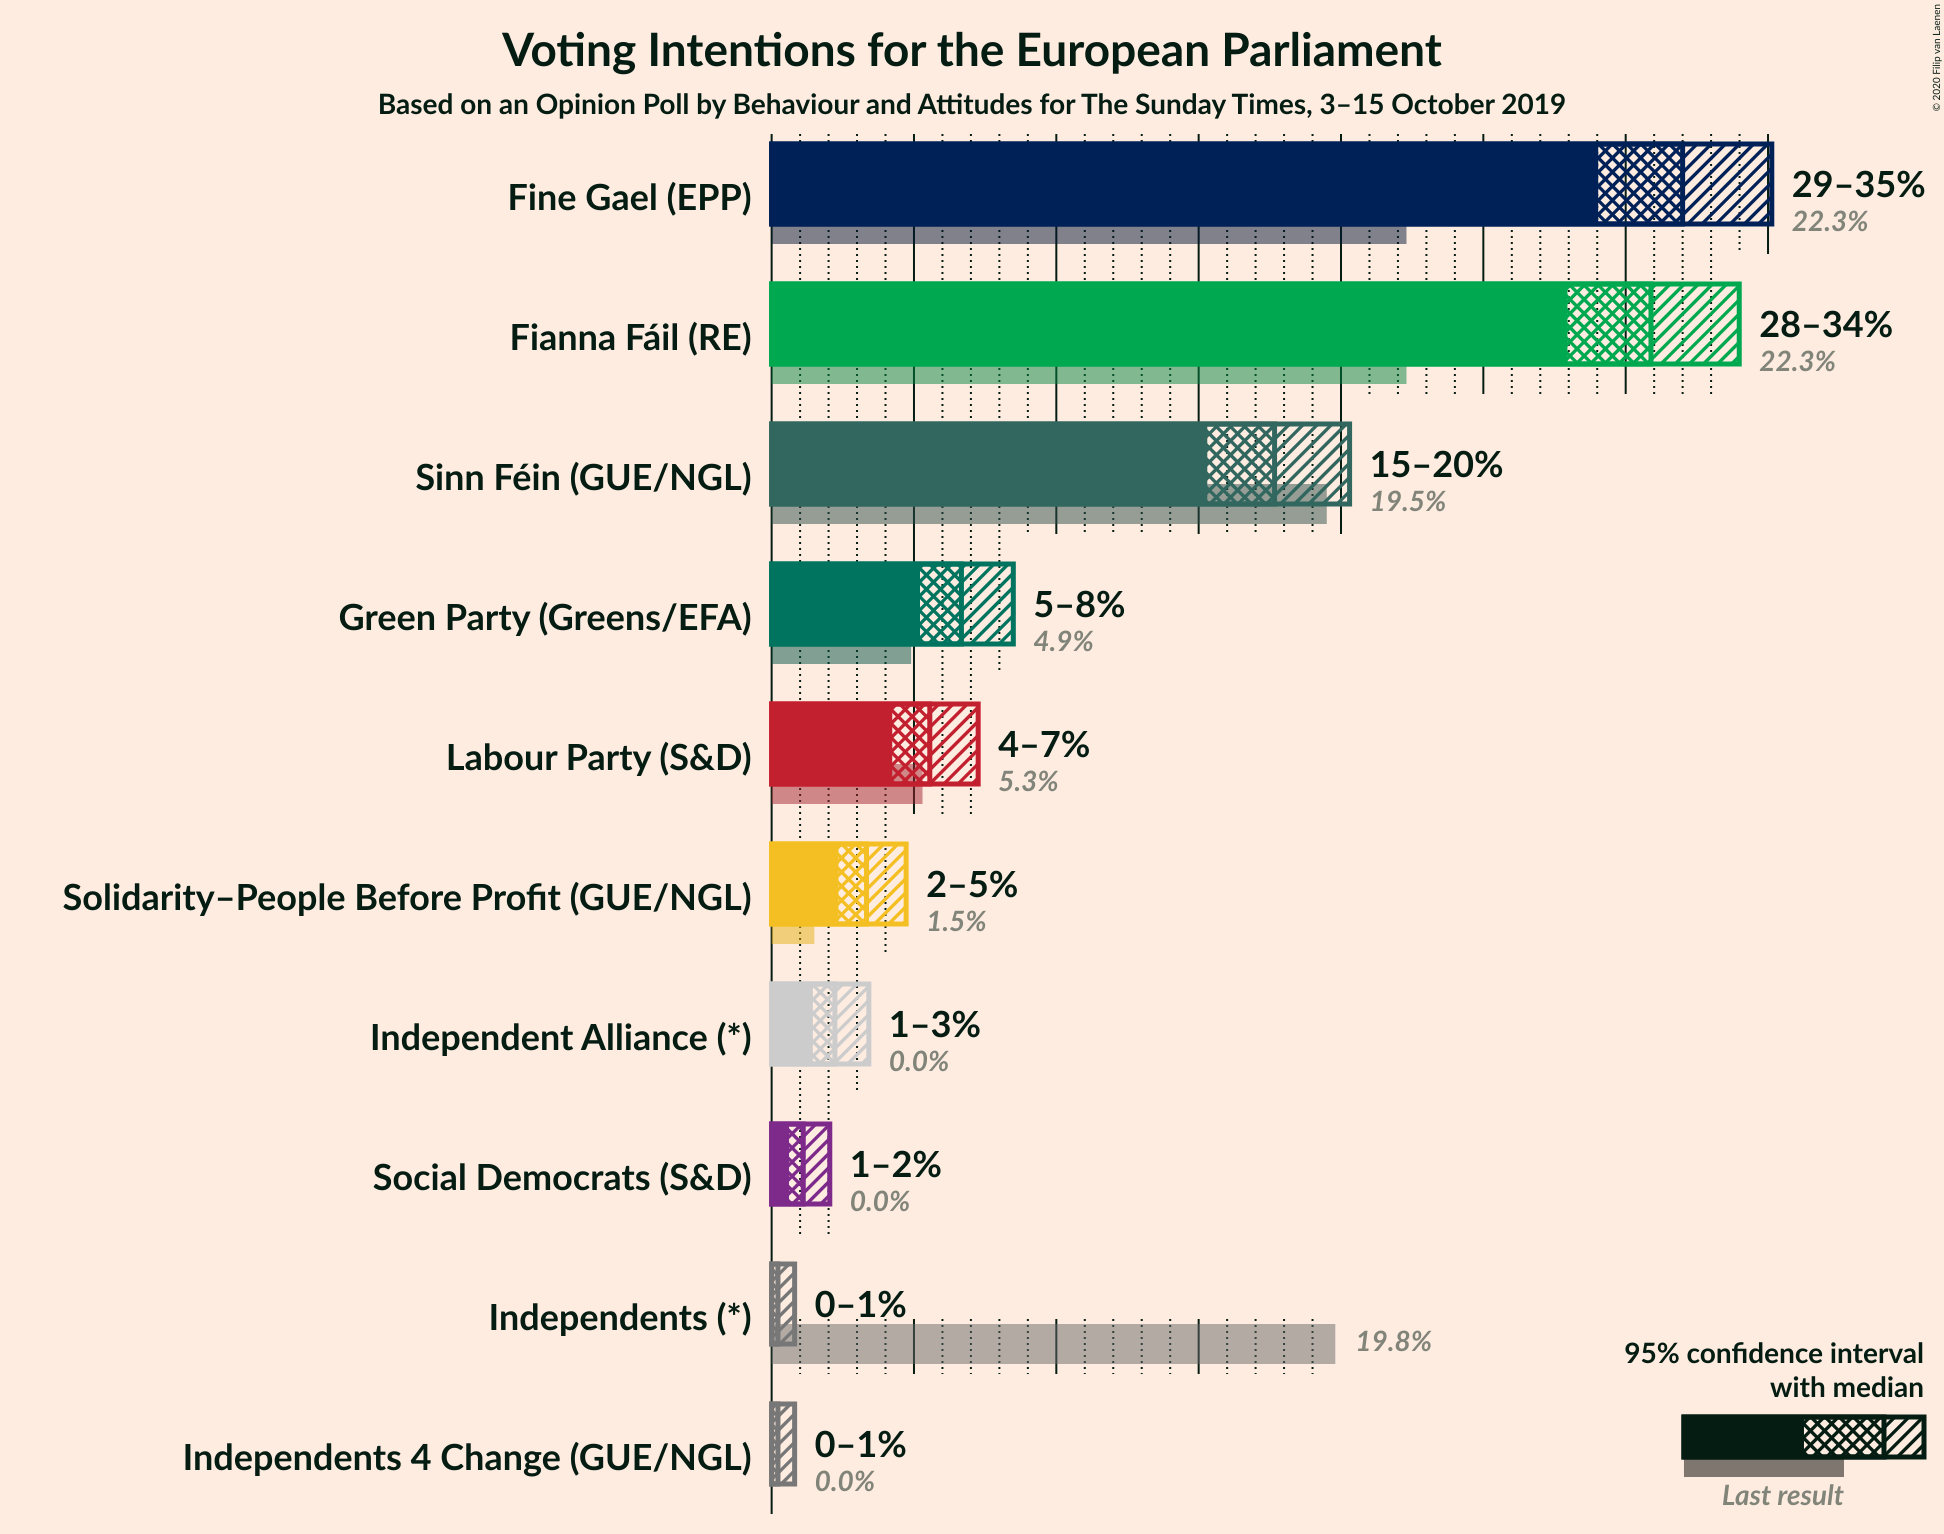 Voting Intentions for the European Parliament
Based on an Opinion Poll by Behaviour and Attitudes for The Sunday Times, 3–15 October 2019
© 2020 Filip van Laenen
Fine Gael (EPP)
29–35%
22.3%
Fianna Fáil (RE)
28–34%
22.3%
Sinn Féin (GUE/NGL)
15–20%
19.5%
Green Party (Greens/EFA)
5–8%
4.9%
Labour Party (S&D)
4–7%
5.3%
Solidarity–People Before Profit (GUE/NGL)
2–5%
1.5%
Independent Alliance (*)
1–3%
0.0%
Social Democrats (S&D)
1–2%
0.0%
Independents (*)
0–1%
19.8%
Independents 4 Change (GUE/NGL)
0–1%
0.0%
95% confidence interval
with median
Last result